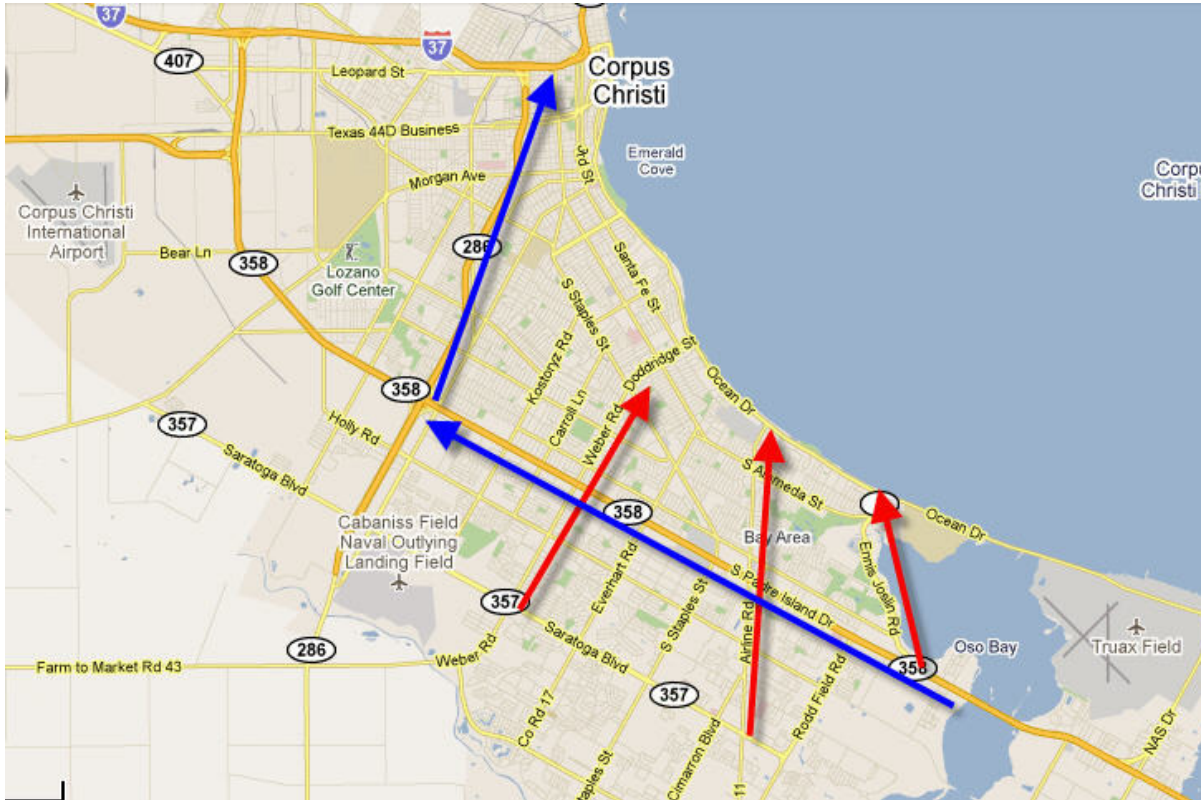 37
407
37
Leopard St
Corpus
Christi
Texas 44D Business
3rd St
Emerald
Cove
Morgan Ave
Corpus Christi
International
Airport
Corpu
Christi
Bear Ln
286
358
Lozano
Golf Center
Santa Fe St
S Staples St
Kostoryz Rd
Doddridge St
358
Ocean Dr
357
Holly Rd
Carroll Ln
Weber Rd
Saratoga Blvd
S Alameda St
358
Ocean Dr
Cabaniss Field
Naval Outlying
Landing Field
Bay Area
Ennis Joslin Rd
S Padre Island Dr
Everhart Rd
357
S Staples St
Airline Rd
286
Weber Rd
Saratoga Blvd
Oso Bay
Truax Field
Farm to Market Rd 43
358
357
Rodd Field Rd
Co Rd 17
Cimarron Blvd
NAS Dr
Staples St
11